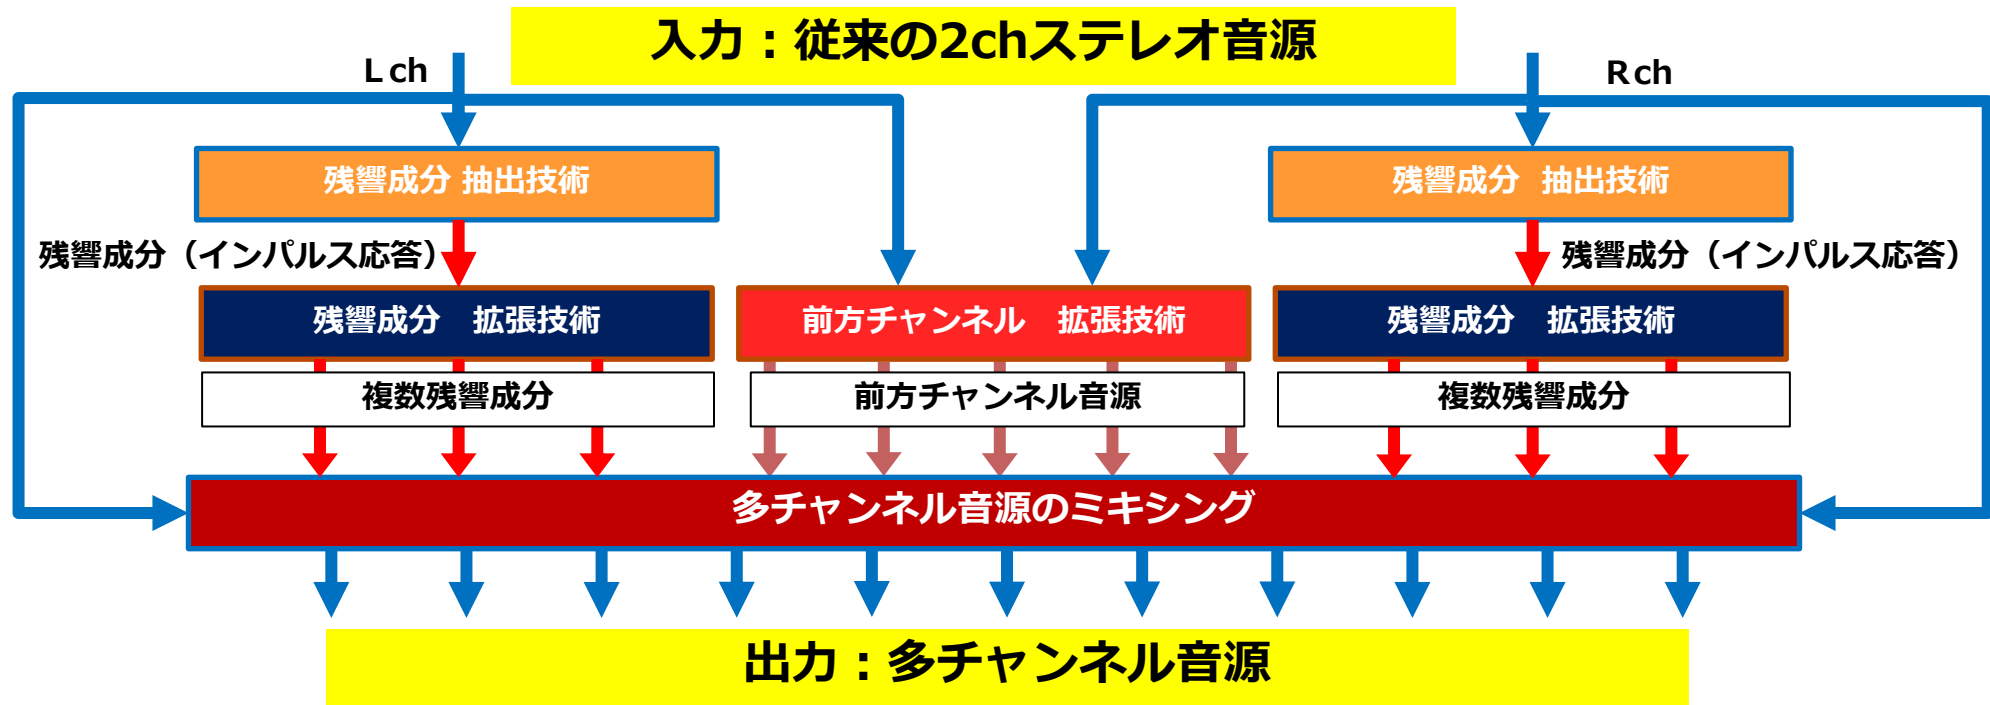 入力：従来の2chステレオ音源
Lch
Rch
残響成分 抽出技術
残響成分　抽出技術
残響成分（インパルス応答）
残響成分（インパルス応答）
残響成分　拡張技術
前方チャンネル　拡張技術
残響成分　拡張技術
複数残響成分
前方チャンネル音源
複数残響成分
多チャンネル音源のミキシング
出力：多チャンネル音源